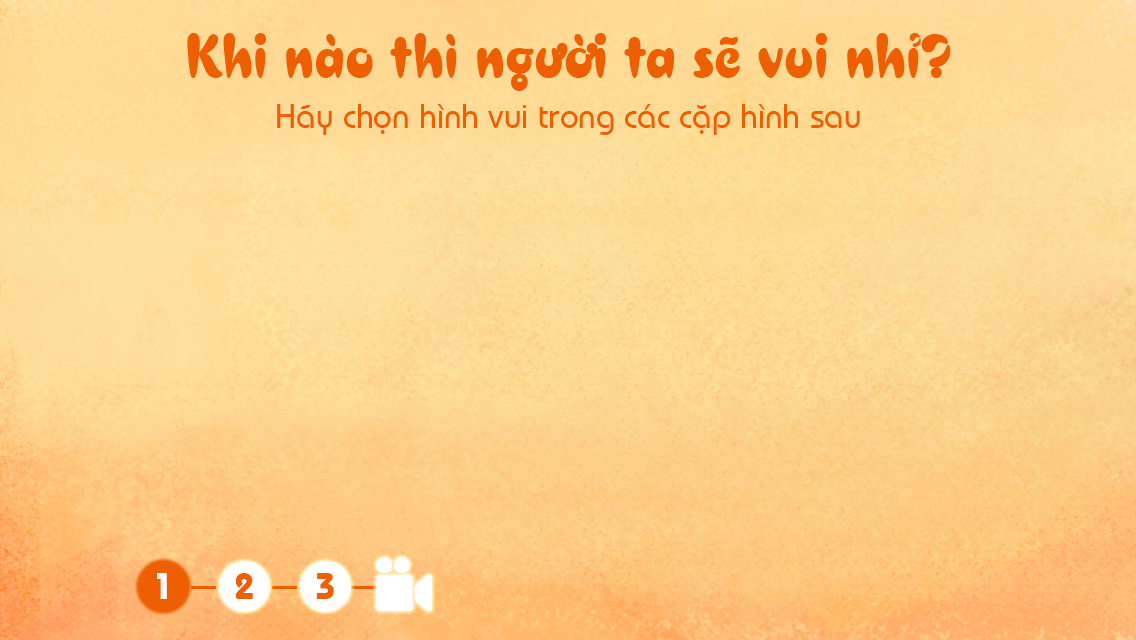 Khi nào thì người ta sẽ vui nhỉ?
Háy chọn hình vui trong các cặp hình sau
1 2 3